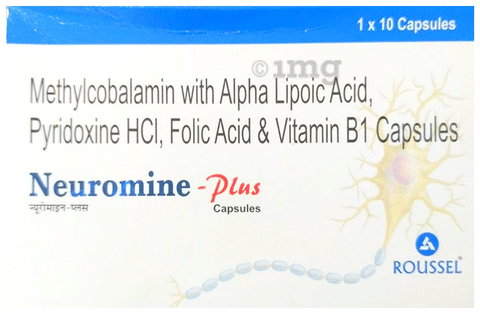 1 x 10 Capsules
© 1mg
Methylcobalamin with Alpha Lipoic Acid,
Pyridoxine HCl, Folic Acid & Vitamin B1 Capsules
Neuromine -Plus
न्यूरोमाइन-प्लस
Capsules
ROUSSEL®